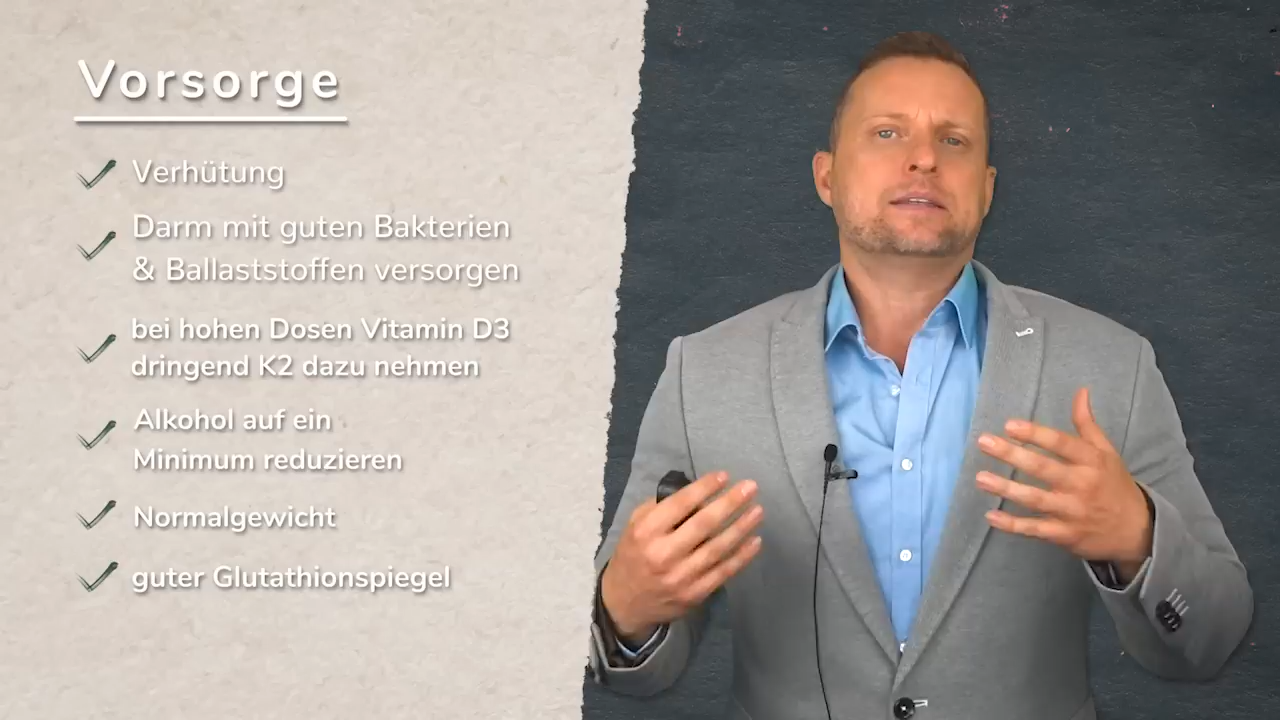 Vorsorge
Verhütung
Darm mit guten Bakterien
& Ballaststoffen versorgen
bei hohen Dosen Vitamin D3
dringend K2 dazu nehmen
Alkohol auf ein
Minimum reduzieren
Normalgewicht
guter Glutathionspiegel